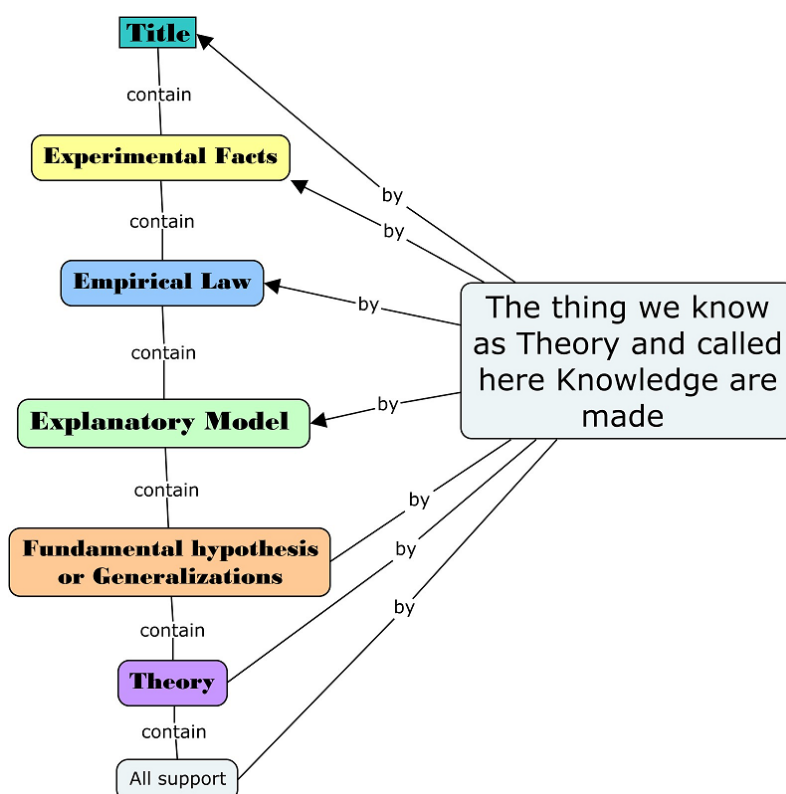 Title
contain
Experimental Facts
by
contain
by
Empirical Law
by
The thing we know
as Theory and called
here Knowledge are
made
contain
Explanatory Model
by
contain
by
Fundamental hypothesis
or Generalizations
by
contain
by
Theory
contain
All support